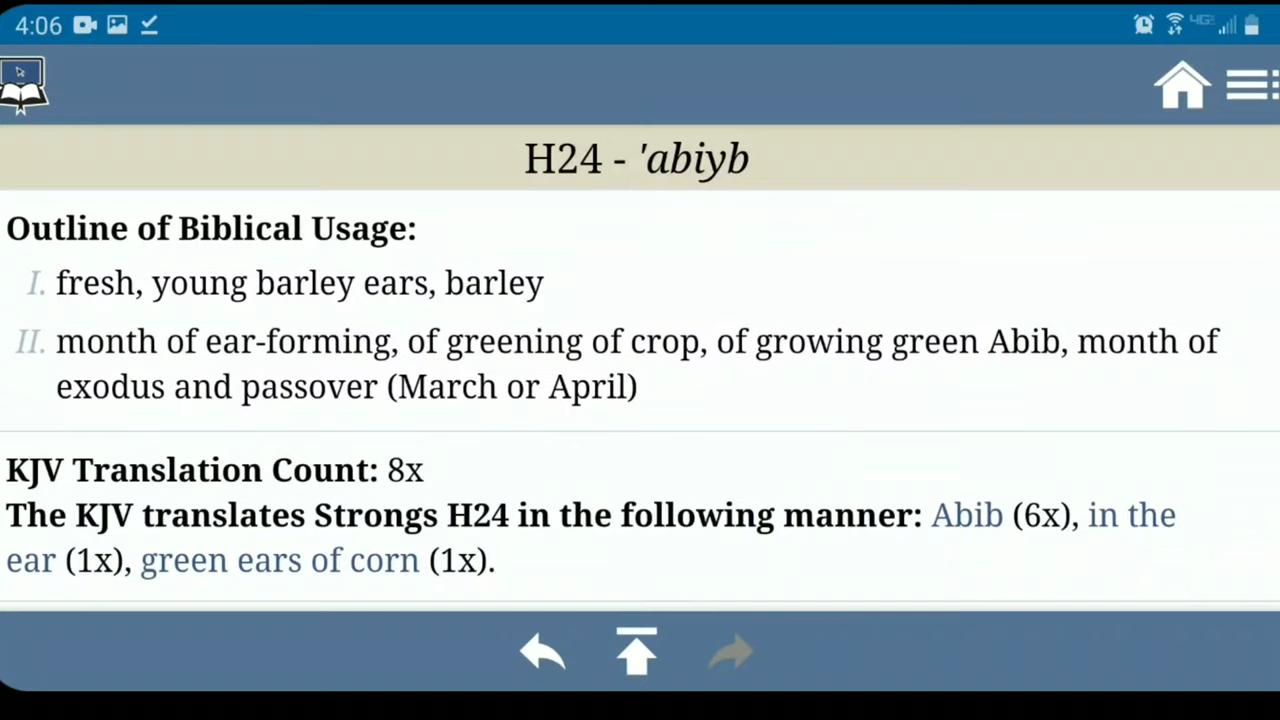 4:06
4G
H24 - 'abiyb
Outline of Biblical Usage:
I. fresh, young barley ears, barley
II. month of ear-forming, of greening of crop, of growing green Abib, month of
exodus and passover (March or April)
KJV Translation Count: 8x
The KJV translates Strongs H24 in the following manner: Abib (6x), in the
ear (1x), green ears of corn (1x).